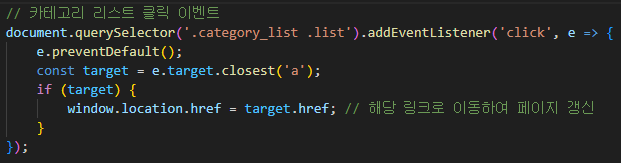 // 카테고리 리스트 클릭 이벤트
document.querySelector('.category_list .list').addEventListener('click', e => {
    e.preventDefault();
    const target = e.target.closest('a');
    if (target) {
        window.location.href = target.href; // 해당 링크로 이동하여 페이지 갱신
    }
});